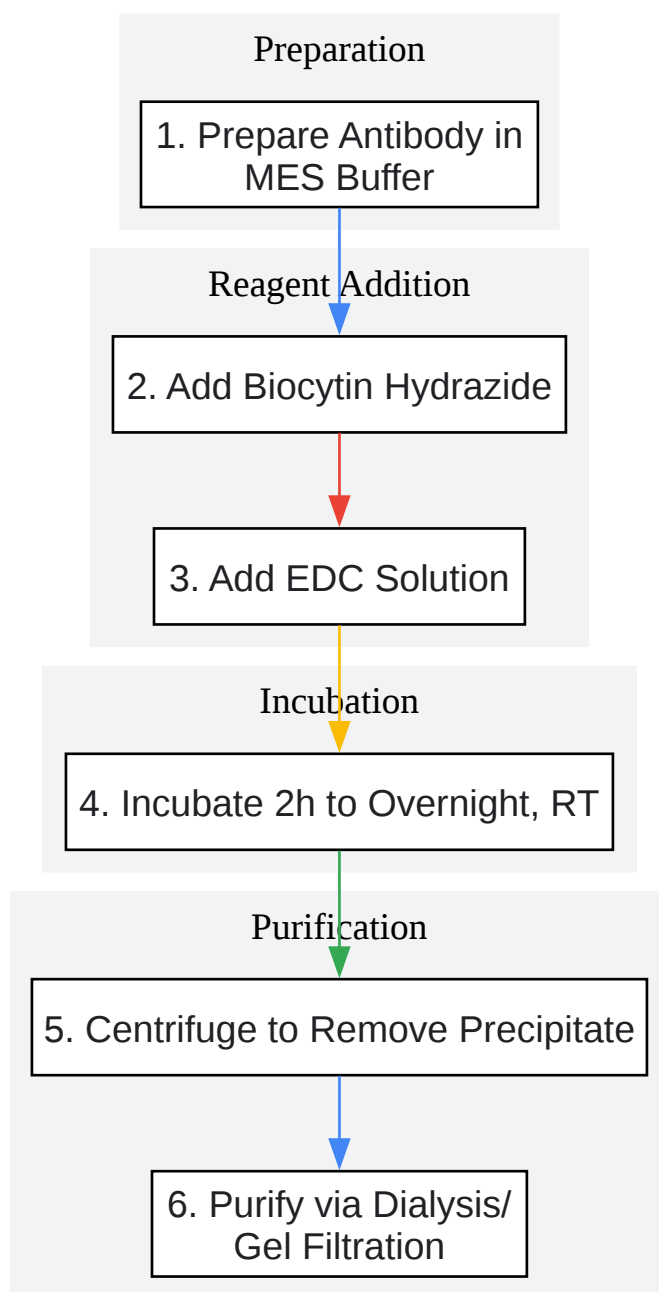 Preparation
1. Prepare Antibody in
MES Buffer
Reagent Addition
2. Add Biocytin Hydrazide
3. Add EDC Solution
Incubation
4. Incubate 2h to Overnight, RT
Purification
5. Centrifuge to Remove Precipitate
6. Purify via Dialysis/
Gel Filtration